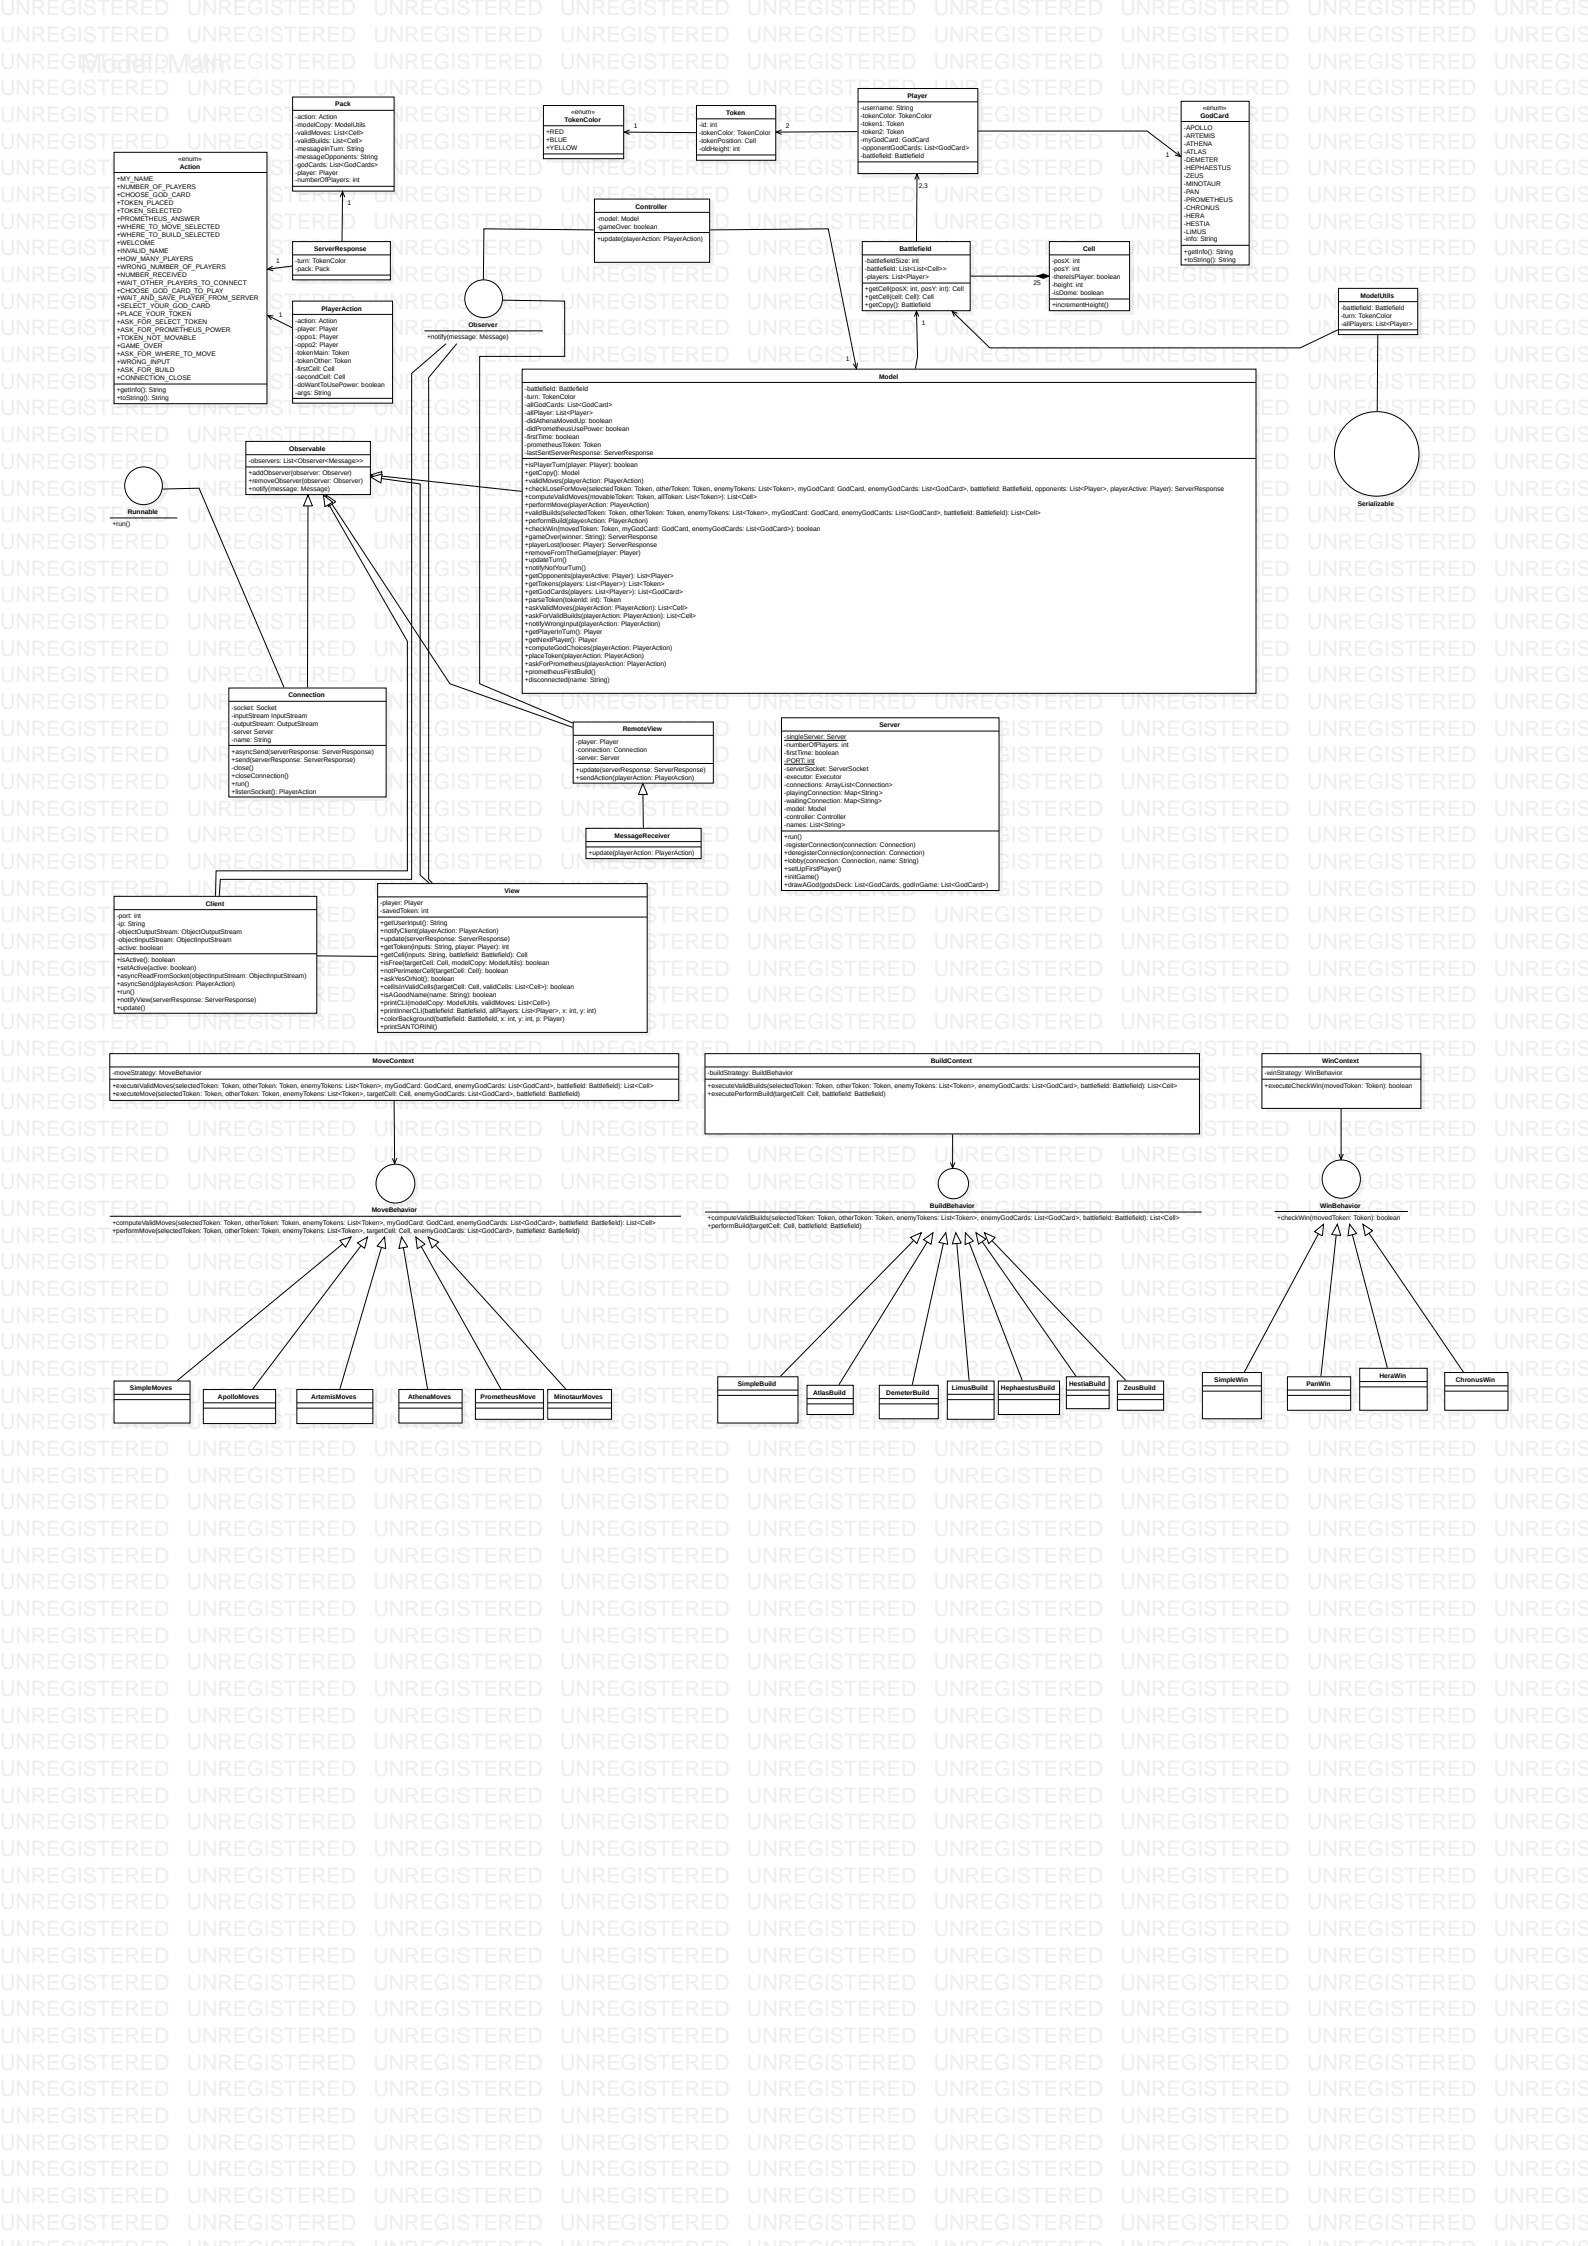 Model::Main
Pack
-action: Action
-modelCopy: ModelUtils
-validMoves: List<Cell>
-validBuilds: List<Cell>
-messageInTurn: String
-messageOpponents: String
-godCards: List<GodCards>
-player: Player
-numberOfPlayers: int
«enum»
TokenColor
+RED
+BLUE
+YELLOW
1
Token
-id: int
-tokenColor: TokenColor
-tokenPosition: Cell
-oldHeight: int
2
Player
-username: String
-tokenColor: TokenColor
-token1: Token
-token2: Token
-myGodCard: GodCard
-opponentGodCards: List<GodCard>
-battlefield: Battlefield
1
«enum»
GodCard
-APOLLO
-ARTEMIS
-ATHENA
-ATLAS
-DEMETER
-HEPHAESTUS
-ZEUS
-MINOTAUR
-PAN
-PROMETHEUS
-CHRONUS
-HERA
-HESTIA
-LIMUS
-info: String
+getInfo(): String
+toString(): String
«enum»
Action
+MY_NAME
+NUMBER_OF_PLAYERS
+CHOOSE_GOD_CARD
+TOKEN_PLACED
+TOKEN_SELECTED
+PROMETHEUS_ANSWER
+WHERE_TO_MOVE_SELECTED
+WHERE_TO_BUILD_SELECTED
+WELCOME
+INVALID_NAME
+HOW_MANY_PLAYERS
+WRONG_NUMBER_OF_PLAYERS
+NUMBER_RECEIVED
+WAIT_OTHER_PLAYERS_TO_CONNECT
+CHOOSE_GOD_CARD_TO_PLAY
+WAIT_AND_SAVE_PLAYER_FROM_SERVER
+SELECT_YOUR_GOD_CARD
+PLACE_YOUR_TOKEN
+ASK_FOR_SELECT_TOKEN
+ASK_FOR_PROMETHEUS_POWER
+TOKEN_NOT_MOVABLE
+GAME_OVER
+ASK_FOR_WHERE_TO_MOVE
+WRONG_INPUT
+ASK_FOR_BUILD
+CONNECTION_CLOSE
+getInfo(): String
+toString(): String
1
ServerResponse
-turn: TokenColor
-pack: Pack
1
PlayerAction
-action: Action
-player: Player
-oppo1: Player
-oppo2: Player
-tokenMain: Token
-tokenOther: Token
-firstCell: Cell
-secondCell: Cell
-doWantToUsePower: boolean
-args: String
1
Controller
-model: Model
-gameOver: boolean
+update(playerAction: PlayerAction)
2,3
Battlefield
-battlefieldSize: int
-battlefield: List<List<Cell>>
-players: List<Player>
+getCell(posX: int, posY: int): Cell
+getCell(cell: Cell): Cell
+getCopy(): Battlefield
25
Cell
-posX: int
-posY: int
-thereIsPlayer: boolean
-height: int
-isDome: boolean
+incrementHeight()
ModelUtils
-battlefield: Battlefield
-turn: TokenColor
-allPlayers: List<Player>
Observer
+notify(message: Message)
1
1
Model
-battlefield: Battlefield
-turn: TokenColor
-allGodCards: List<GodCard>
-allPlayer: List<Player>
-didAthenaMovedUp: boolean
-didPrometheusUsePower: boolean
-firstTime: boolean
-prometheusToken: Token
-lastSentServerResponse: ServerResponse
+isPlayerTurn(player: Player): boolean
+getCopy(): Model
+validMoves(playerAction: PlayerAction)
+checkLoseForMove(selectedToken: Token, otherToken: Token, enemyTokens: List<Token>, myGodCard: GodCard, enemyGodCards: List<GodCard>, battlefield: Battlefield, opponents: List<Player>, playerActive: Player): ServerResponse
+computeValidMoves(movableToken: Token, allToken: List<Token>): List<Cell>
+performMove(playerAction: PlayerAction)
+validBuilds(selectedToken: Token, otherToken: Token, enemyTokens: List<Token>, myGodCard: GodCard, enemyGodCards: List<GodCard>, battlefield: Battlefield): List<Cell>
+performBuild(playerAction: PlayerAction)
+checkWin(movedToken: Token, myGodCard: GodCard, enemyGodCards: List<GodCard>): boolean
+gameOver(winner: String): ServerResponse
+playerLost(looser: Player): ServerResponse
+removeFromTheGame(player: Player)
+updateTurn()
+notifyNotYourTurn()
+getOpponents(playerActive: Player): List<Player>
+getTokens(players: List<Player>): List<Token>
+getGodCards(players: List<Player>): List<GodCard>
+parseToken(tokenId: int): Token
+askValidMoves(playerAction: PlayerAction): List<Cell>
+askForValidBuilds(playerAction: PlayerAction): List<Cell>
+notifyWrongInput(playerAction: PlayerAction)
+getPlayerInTurn(): Player
+getNextPlayer(): Player
+computeGodChoices(playerAction: PlayerAction)
+placeToken(playerAction: PlayerAction)
+askForPrometheus(playerAction: PlayerAction)
+prometheusFirstBuild()
+disconnected(name: String)
Serializable
Observable
-observers: List<Observer<Message>>
+addObserver(observer: Observer)
+removeObserver(observer: Observer)
+notify(message: Message)
Runnable
+run()
Connection
-socket: Socket
-inputStream InputStream
-outputStream: OutputStream
-server Server
-name: String
+asyncSend(serverResponse: ServerResponse)
+send(serverResponse: ServerResponse)
-close()
+closeConnection()
+run()
+listenSocket(): PlayerAction
RemoteView
-player: Player
-connection: Connection
-server: Server
+update(serverResponse: ServerResponse)
+sendAction(playerAction: PlayerAction)
MessageReceiver
+update(playerAction: PlayerAction)
Server
-singleServer: Server
-numberOfPlayers: int
-firstTime: boolean
-PORT: int
-serverSocket: ServerSocket
-executor: Executor
-connections: ArrayList<Connection>
-playingConnection: Map<String>
-waitingConnection: Map<String>
-model: Model
-controller: Controller
-names: List<String>
+run()
-registerConnection(connection: Connection)
+deregisterConnection(connection: Connection)
+lobby(connection: Connection, name: String)
+setUpFirstPlayer()
+initGame()
+drawAGod(godsDeck: List<GodCards, godInGame: List<GodCard>)
Client
-port: int
-ip: String
-objectOutputStream: ObjectOutputStream
-objectInputStream: ObjectInputStream
-active: boolean
+isActive(): boolean
+setActive(active: boolean)
+asyncReadFromSocket(objectInputStream: ObjectInputStream)
+asyncSend(playerAction: PlayerAction)
+run()
+notifyView(serverResponse: ServerResponse)
+update()
View
-player: Player
-savedToken: int
+getUserInput(): String
+notifyClient(playerAction: PlayerAction)
+update(serverResponse: ServerResponse)
+getToken(inputs: String, player: Player): int
+getCell(inputs: String, battlefield: Battlefield): Cell
+isFree(targetCell: Cell, modelCopy: ModelUtils): boolean
+notPerimeterCell(targetCell: Cell): boolean
+askYesOrNot(): boolean
+cellIsInValidCells(targetCell: Cell, validCells: List<Cell>): boolean
+isAGoodName(name: String): boolean
+printCLI(modelCopy: ModelUtils, validMoves: List<Cell>)
+printInnerCLI(battlefield: Battlefield, allPlayers: List<Player>, x: int, y: int)
+colorBackground(battlefield: Battlefield, x: int, y: int, p: Player)
+printSANTORINI()
MoveContext
-moveStrategy: MoveBehavior
+executeValidMoves(selectedToken: Token, otherToken: Token, enemyTokens: List<Token>, myGodCard: GodCard, enemyGodCards: List<GodCard>, battlefield: Battlefield): List<Cell>
+executeMove(selectedToken: Token, otherToken: Token, enemyTokens: List<Token>, targetCell: Cell, enemyGodCards: List<GodCard>, battlefield: Battlefield)
BuildContext
-buildStrategy: BuildBehavior
+executeValidBuilds(selectedToken: Token, otherToken: Token, enemyTokens: List<Token>, enemyGodCards: List<GodCard>, battlefield: Battlefield): List<Cell>
+executePerformBuild(targetCell: Cell, battlefield: Battlefield)
WinContext
-winStrategy: WinBehavior
+executeCheckWin(movedToken: Token): boolean
MoveBehavior
+computeValidMoves(selectedToken: Token, otherToken: Token, enemyTokens: List<Token>, myGodCard: GodCard, enemyGodCards: List<GodCard>, battlefield: Battlefield): List<Cell>
+performMove(selectedToken: Token, otherToken: Token, enemyTokens: List<Token>, targetCell: Cell, enemyGodCards: List<GodCard>, battlefield: Battlefield)
BuildBehavior
+computeValidBuilds(selectedToken: Token, otherToken: Token, enemyTokens: List<Token>, enemyGodCards: List<GodCard>, battlefield: Battlefield): List<Cell>
+performBuild(targetCell: Cell, battlefield: Battlefield)
WinBehavior
+checkWin(movedToken: Token): boolean
SimpleMoves
ApolloMoves
ArtemisMoves
AthenaMoves
PrometheusMove
MinotaurMoves
SimpleBuild
AtlasBuild
DemeterBuild
LimusBuild
HephaestusBuild
HestiaBuild
ZeusBuild
SimpleWin
PanWin
HeraWin
ChronusWin
UNREGISTERED